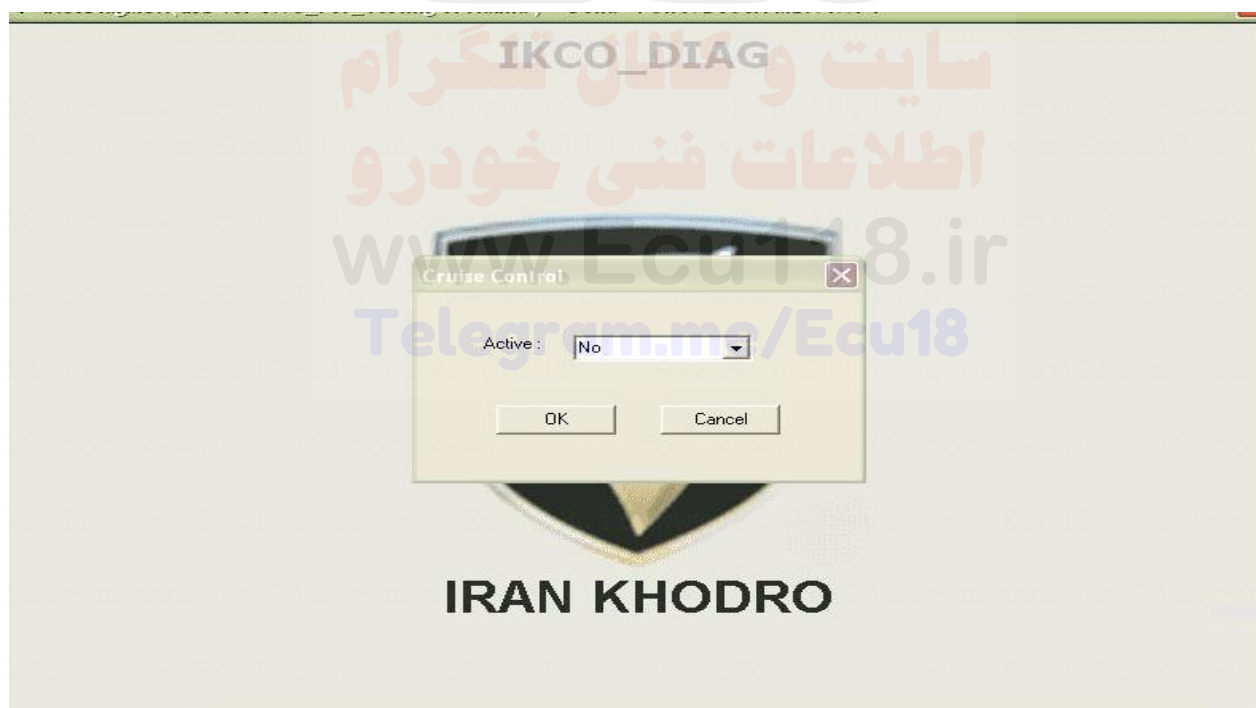 IKCO_DIAG
سایت و کانال تلگرام
اطلاعات فنی خودرو
www.Ecu118.ir
Cruise Control
Telegram.me/Ecu18
Active : No
OK Cancel
IRAN KHODRO